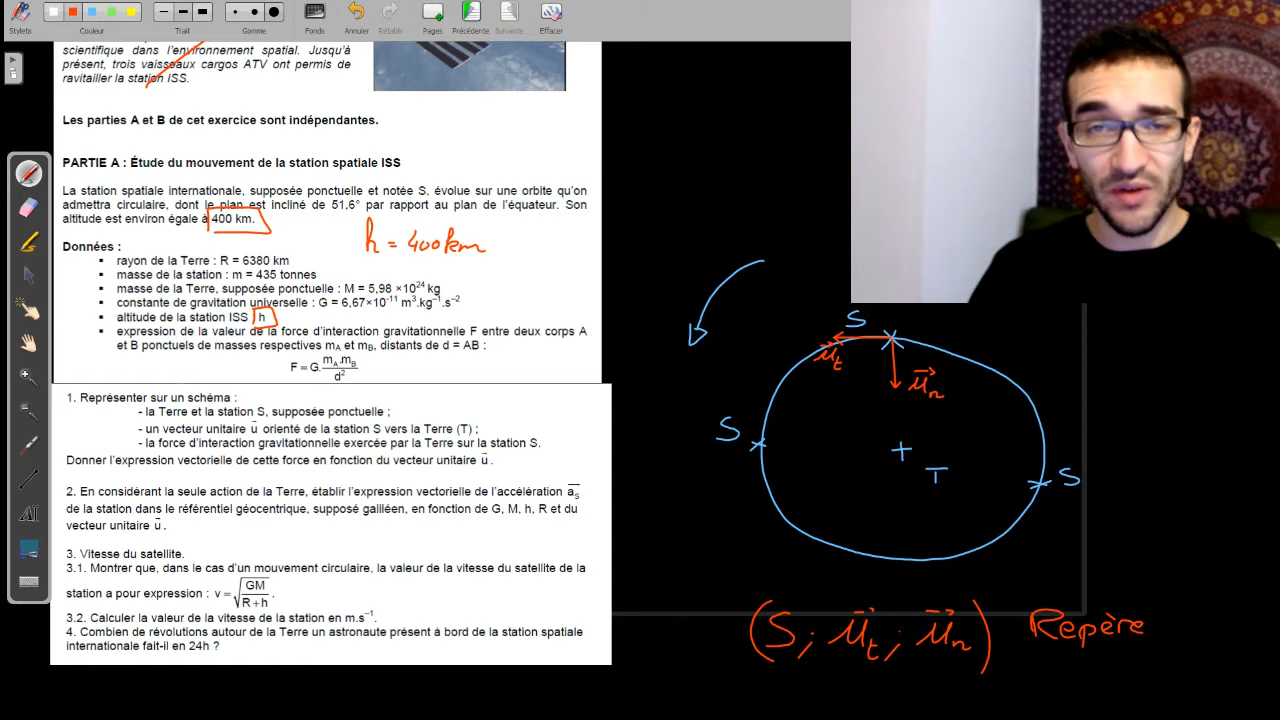 Stylets
Couleur
Trait
Gomme
Fonds
Annuler
Rétablir
Pages
Précédente
Suivante
Effacer
scientifique dans l'environnement spatial. Jusqu'à
présent, trois vaisseaux cargos ATV ont permis de
ravitailler la station ISS.
Les parties A et B de cet exercice sont indépendantes.
PARTIE A : Étude du mouvement de la station spatiale ISS
La station spatiale internationale, supposée ponctuelle et notée S, évolue sur une orbite qu'on
admettra circulaire, dont le plan est incliné de 51,6° par rapport au plan de l'équateur. Son
altitude est environ égale à 400 km.
h = 400 km
Données :
▪ rayon de la Terre : R = 6380 km
▪ masse de la station : m = 435 tonnes
▪ masse de la Terre, supposée ponctuelle : M = 5,98 ×10²⁴ kg
▪ constante de gravitation universelle : G = 6,67×10⁻¹¹ m³.kg⁻¹.s⁻²
▪ altitude de la station ISS h
▪ expression de la valeur de la force d'interaction gravitationnelle F entre deux corps A
et B ponctuels de masses respectives mA et mB, distants de d = AB :
F = G. mA.mB / d²
1. Représenter sur un schéma :
- la Terre et la station S, supposée ponctuelle ;
- un vecteur unitaire u⃗ orienté de la station S vers la Terre (T) ;
- la force d'interaction gravitationnelle exercée par la Terre sur la station S.
Donner l'expression vectorielle de cette force en fonction du vecteur unitaire u⃗.
2. En considérant la seule action de la Terre, établir l'expression vectorielle de l'accélération a⃗S
de la station dans le référentiel géocentrique, supposé galiléen, en fonction de G, M, h, R et du
vecteur unitaire u⃗.
3. Vitesse du satellite.
3.1. Montrer que, dans le cas d'un mouvement circulaire, la valeur de la vitesse du satellite de la
station a pour expression : v = √(GM / R+h) .
3.2. Calculer la valeur de la vitesse de la station en m.s⁻¹.
4. Combien de révolutions autour de la Terre un astronaute présent à bord de la station spatiale
internationale fait-il en 24h ?
S
u⃗t
u⃗n
S
T
S
(S ; u⃗t ; u⃗n) Repère